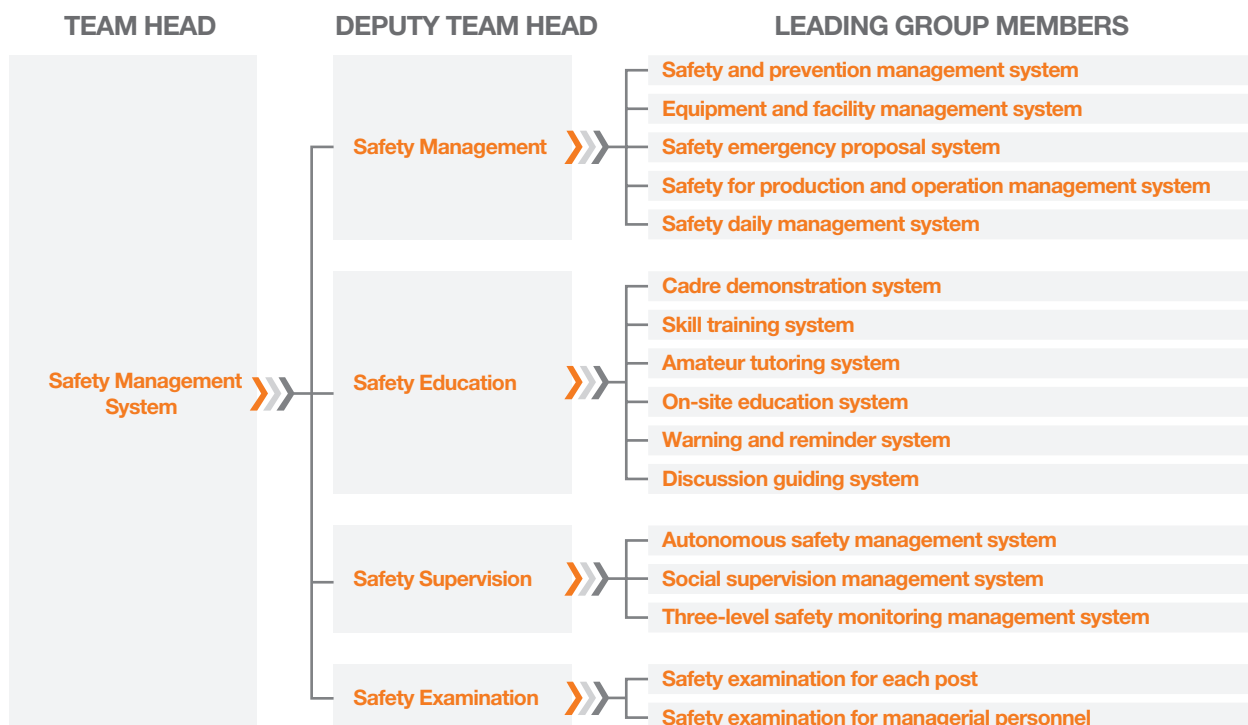 TEAM HEAD
DEPUTY TEAM HEAD
LEADING GROUP MEMBERS
Safety Management
System
Safety Management
Safety and prevention management system
Equipment and facility management system
Safety emergency proposal system
Safety for production and operation management system
Safety daily management system
Safety Education
Cadre demonstration system
Skill training system
Amateur tutoring system
On-site education system
Warning and reminder system
Discussion guiding system
Safety Supervision
Autonomous safety management system
Social supervision management system
Three-level safety monitoring management system
Safety Examination
Safety examination for each post
Safety examination for managerial personnel